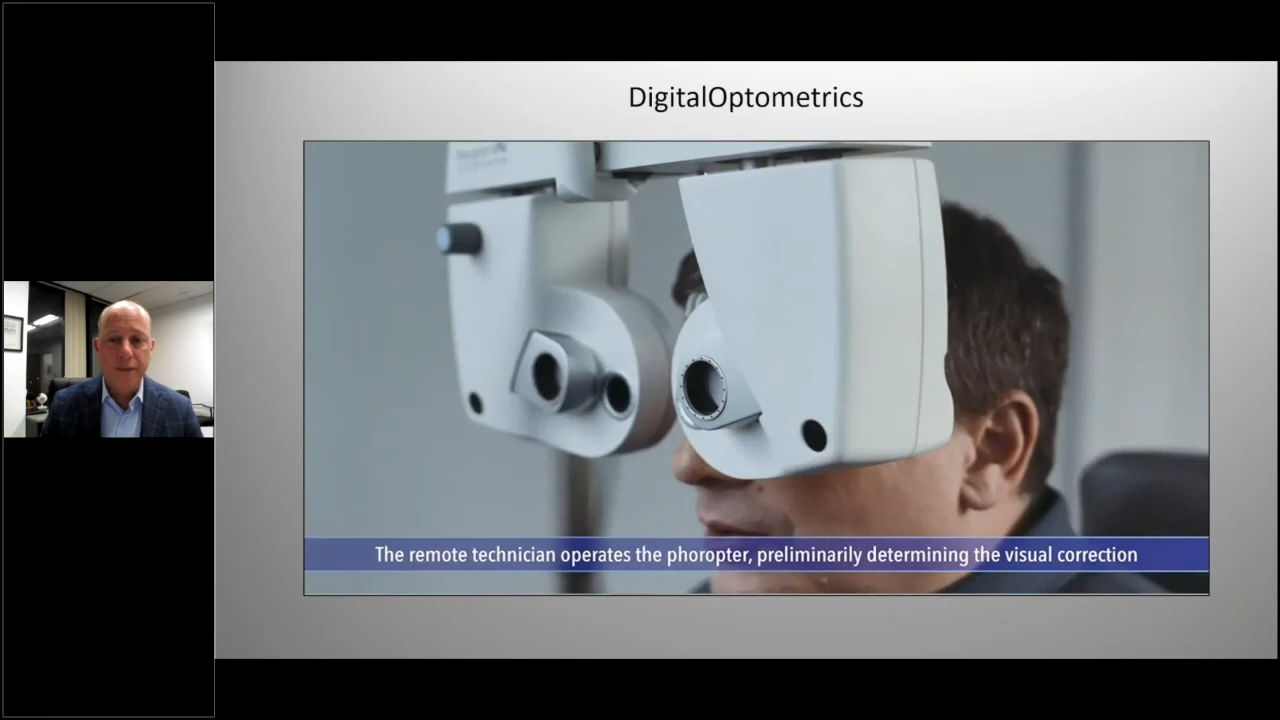 DigitalOptometrics
The remote technician operates the phoropter, preliminarily determining the visual correction